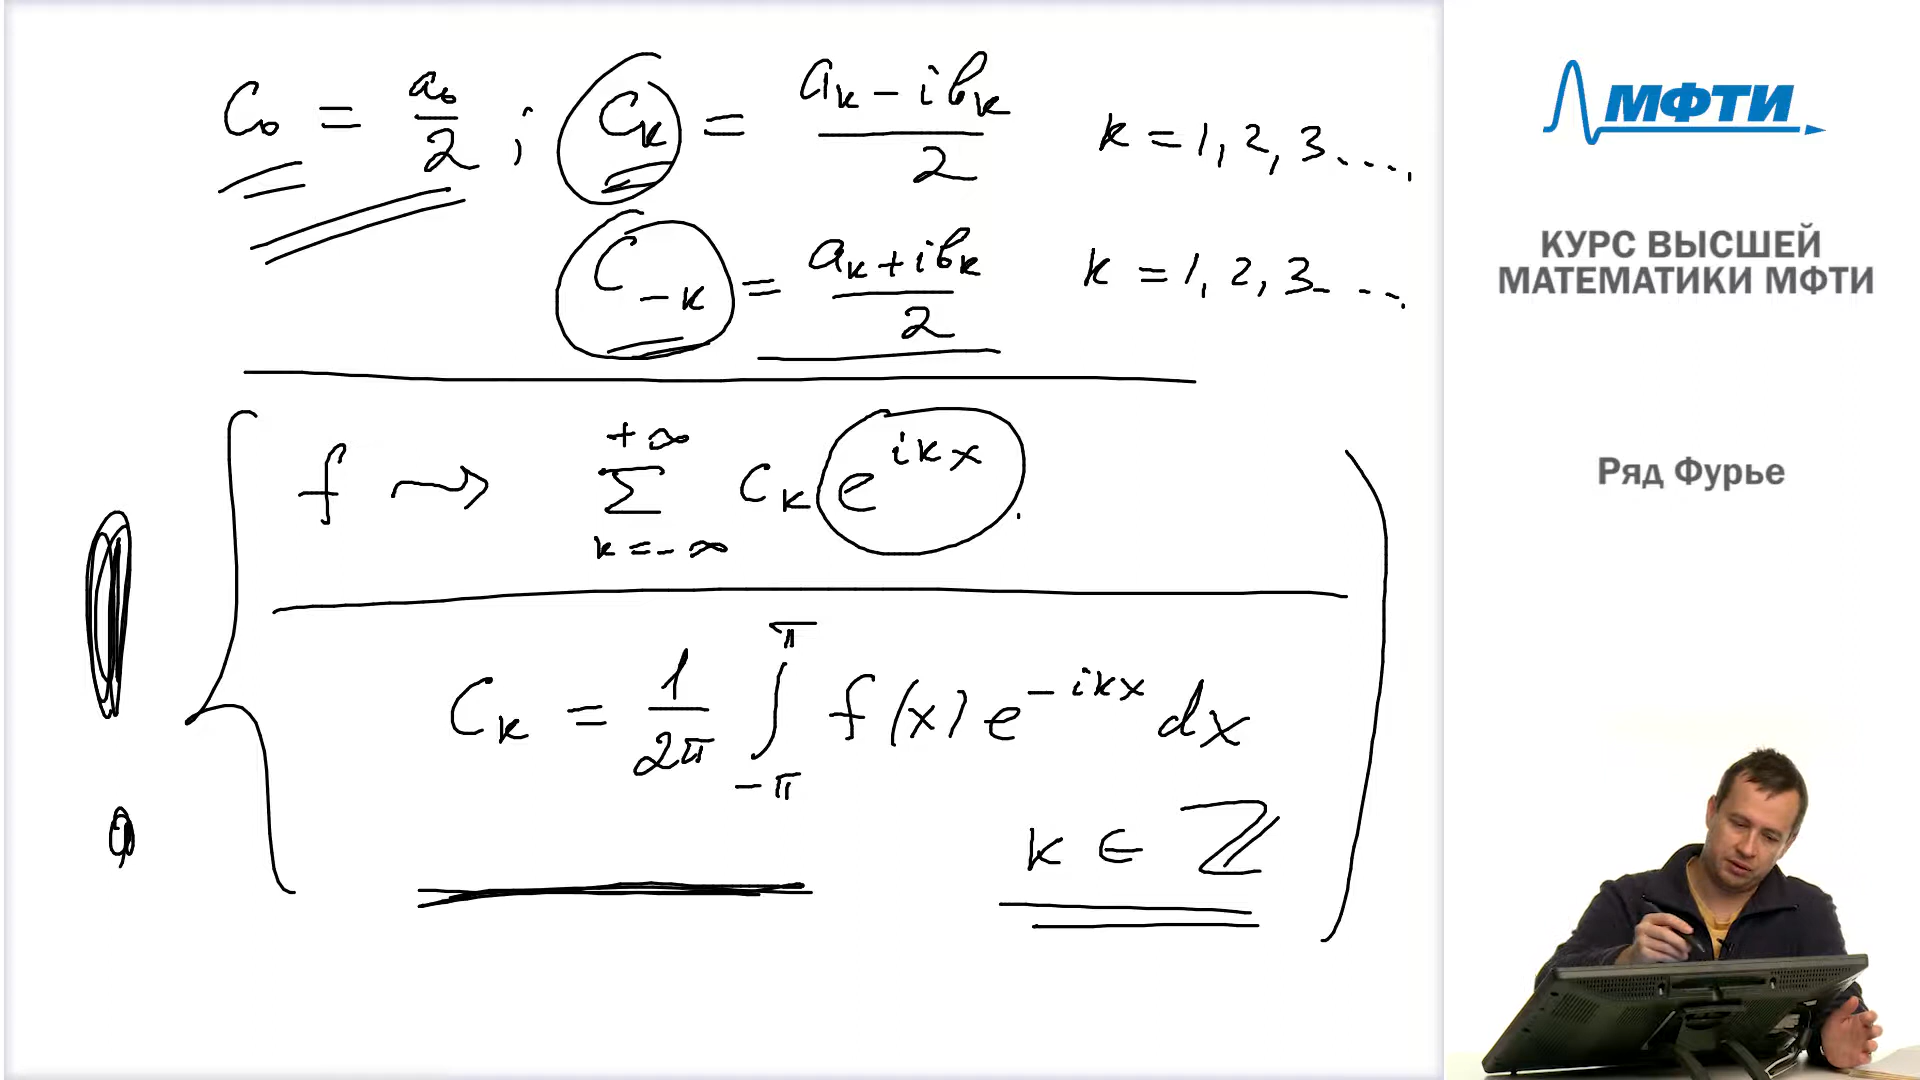 C₀ = a₀/2 ; Cₖ = (aₖ − ibₖ)/2 k = 1, 2, 3 ....
C₋ₖ = (aₖ + ibₖ)/2 k = 1, 2, 3 ....
f ⇝ Σ_{k=−∞}^{+∞} cₖ e^{ikx}.
Cₖ = 1/2π ∫_{−π}^{π} f(x) e^{−ikx} dx
k ∈ ℤ
МФТИ
КУРС ВЫСШЕЙ
МАТЕМАТИКИ МФТИ
Ряд Фурье
МФТИ